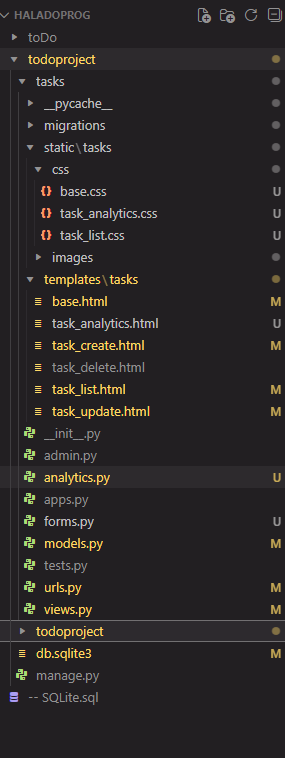 HALADOPROG
toDo
todoproject
tasks
__pycache__
migrations
static\tasks
css
base.css U
task_analytics.css U
task_list.css U
images
templates\tasks
base.html M
task_analytics.html U
task_create.html M
task_delete.html
task_list.html M
task_update.html M
__init__.py
admin.py
analytics.py U
apps.py
forms.py U
models.py M
tests.py
urls.py M
views.py M
todoproject
db.sqlite3 M
manage.py
-- SQLite.sql